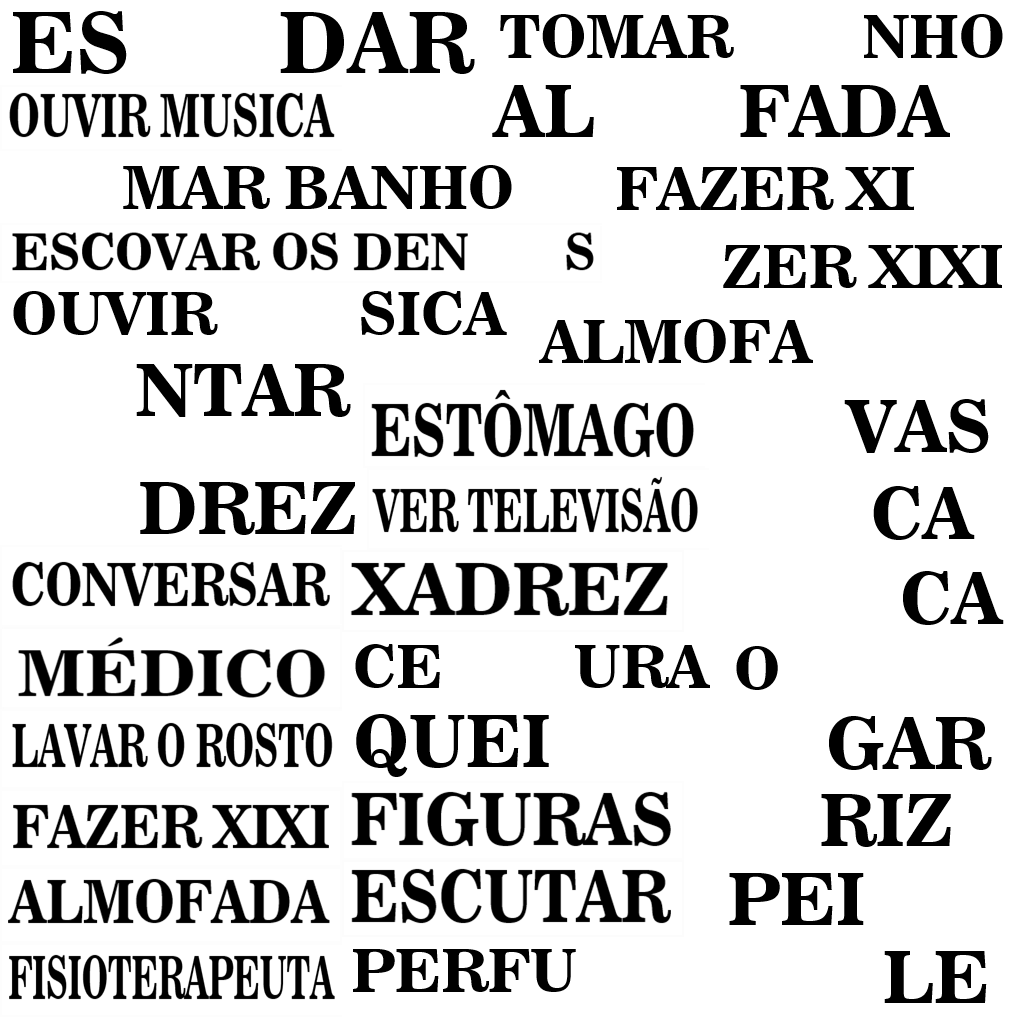 ES DAR TOMAR NHO
OUVIR MUSICA AL FADA
MAR BANHO FAZER XI
ESCOVAR OS DEN S ZER XIXI
OUVIR SICA ALMOFA
NTAR ESTÔMAGO VAS
DREZ VER TELEVISÃO CA
CONVERSAR XADREZ CA
MÉDICO CE URA O
LAVAR O ROSTO QUEI GAR
FAZER XIXI FIGURAS RIZ
ALMOFADA ESCUTAR PEI
FISIOTERAPEUTA PERFU LE